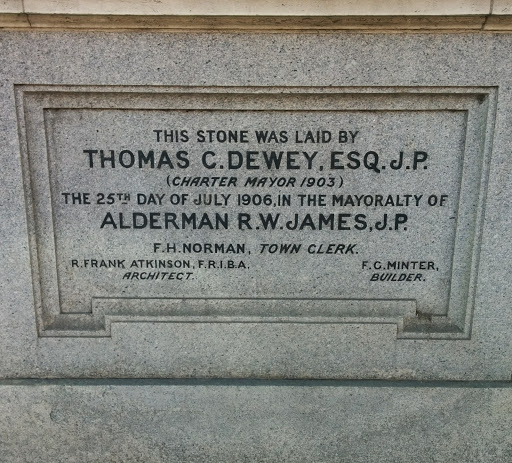 THIS STONE WAS LAID BY
THOMAS C. DEWEY, ESQ. J.P.
(CHARTER MAYOR 1903)
THE 25TH DAY OF JULY 1906, IN THE MAYORALTY OF
ALDERMAN R.W. JAMES, J.P.
F.H. NORMAN, TOWN CLERK.
R. FRANK ATKINSON, F.R.I.B.A. F.G. MINTER,
ARCHITECT. BUILDER.